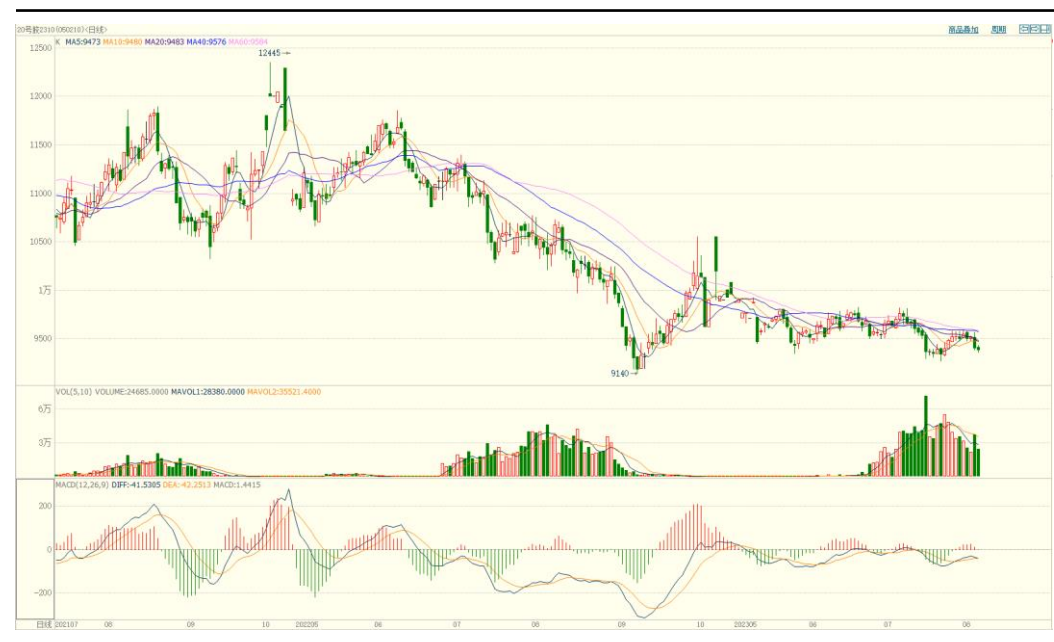 20号胶2310(050210)<日线>
商品叠加 周期
K MA5:9473 MA10:9460 MA20:9483 MA40:9576 MA60:9584
12500
12445
12000
11500
11000
10500
1万
9500
9140
VOL(5,10) VOLUME:24685.0000 MAVOL1:28380.0000 MAVOL2:35521.4000
6万
3万
MACD(12,26,9) DIFF:-41.5305 DEA:-42.2513 MACD:1.4415
200
0
-200
日线 202107 08 09 10 202205 06 07 08 09 10 202305 06 07 08